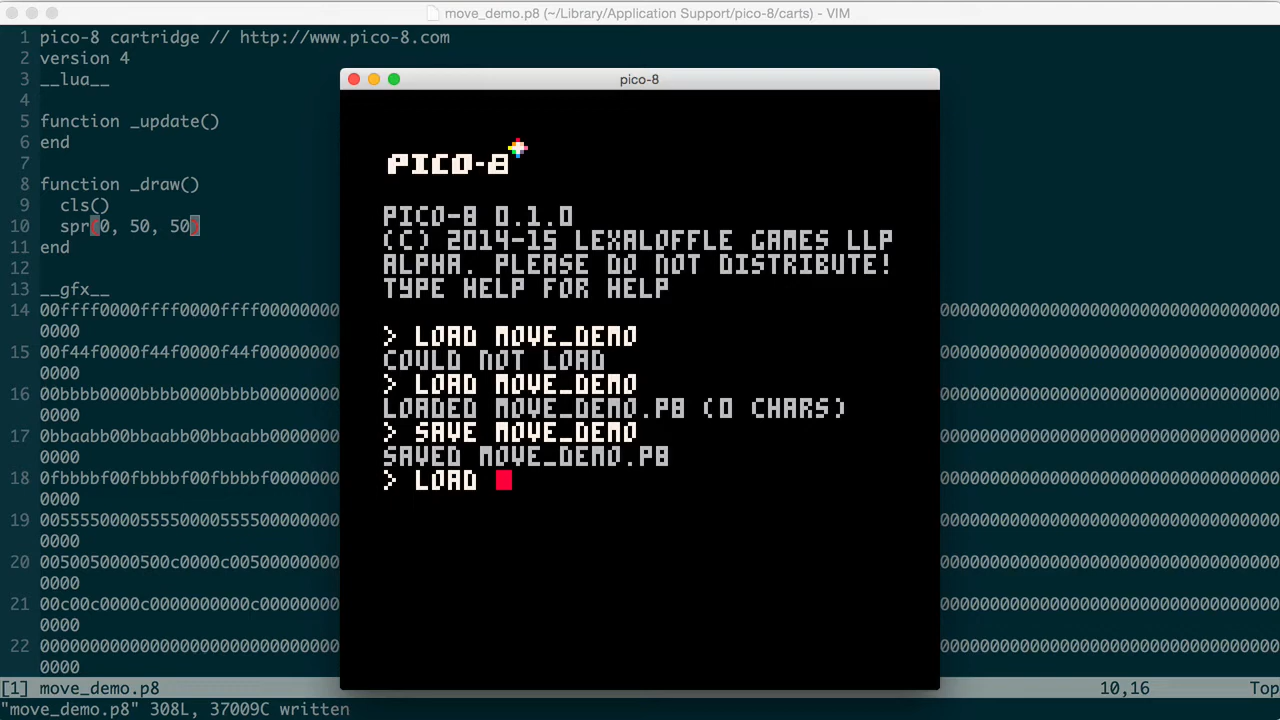 move_demo.p8 (~/Library/Application Support/pico-8/carts) - VIM
1 pico-8 cartridge // http://www.pico-8.com
2 version 4
3 __lua__
4
5 function _update()
6 end
7
8 function _draw()
9   cls()
10   spr(0, 50, 50)
11 end
12
13 __gfx__
14 00ffff0000ffff0000ffff00000000
0000
15 00f44f0000f44f0000f44f00000000
0000
16 00bbbb0000bbbb0000bbbb00000000
0000
17 0bbaabb00bbaabb00bbaabb0000000
0000
18 0fbbbbf00fbbbbf00fbbbbf0000000
0000
19 005555000055550000555500000000
0000
20 0050050000500c0000c00500000000
0000
21 00c00c0000c0000000000c00000000
0000
22 000000000000000000000000000000
0000
[1] move_demo.p8 10,16 Top
"move_demo.p8" 308L, 37009C written
pico-8
PICO-8
PICO-8 0.1.0
(C) 2014-15 LEXALOFFLE GAMES LLP
ALPHA. PLEASE DO NOT DISTRIBUTE!
TYPE HELP FOR HELP
> LOAD MOVE_DEMO
COULD NOT LOAD
> LOAD MOVE_DEMO
LOADED MOVE_DEMO.P8 (0 CHARS)
> SAVE MOVE_DEMO
SAVED MOVE_DEMO.P8
> LOAD